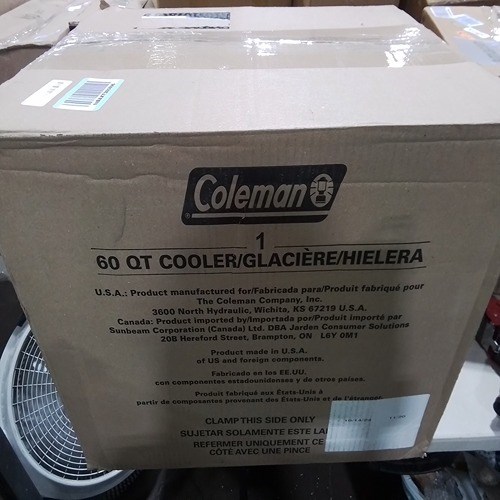 Coleman
1
60 QT COOLER/GLACIÈRE/HIELERA
U.S.A.: Product manufactured for/Fabricada para/Produit fabriqué pour
The Coleman Company, Inc.
3600 North Hydraulic, Wichita, KS 67219 U.S.A.
Canada: Product imported by/Importada por/Produit importé par
Sunbeam Corporation (Canada) Ltd. DBA Jarden Consumer Solutions
20B Hereford Street, Brampton, ON L6Y 0M1
Product made in U.S.A.
of US and foreign components.
Fabricado en los EE.UU.
con componentes estadounidenses y de otros países.
Produit fabriqué aux États-Unis à
partir de composantes provenant des États-Unis et de l'étranger.
CLAMP THIS SIDE ONLY
SUJETAR SOLAMENTE ESTE LA
REFERMER UNIQUEMENT CE
CÔTÉ AVEC UNE PINCE